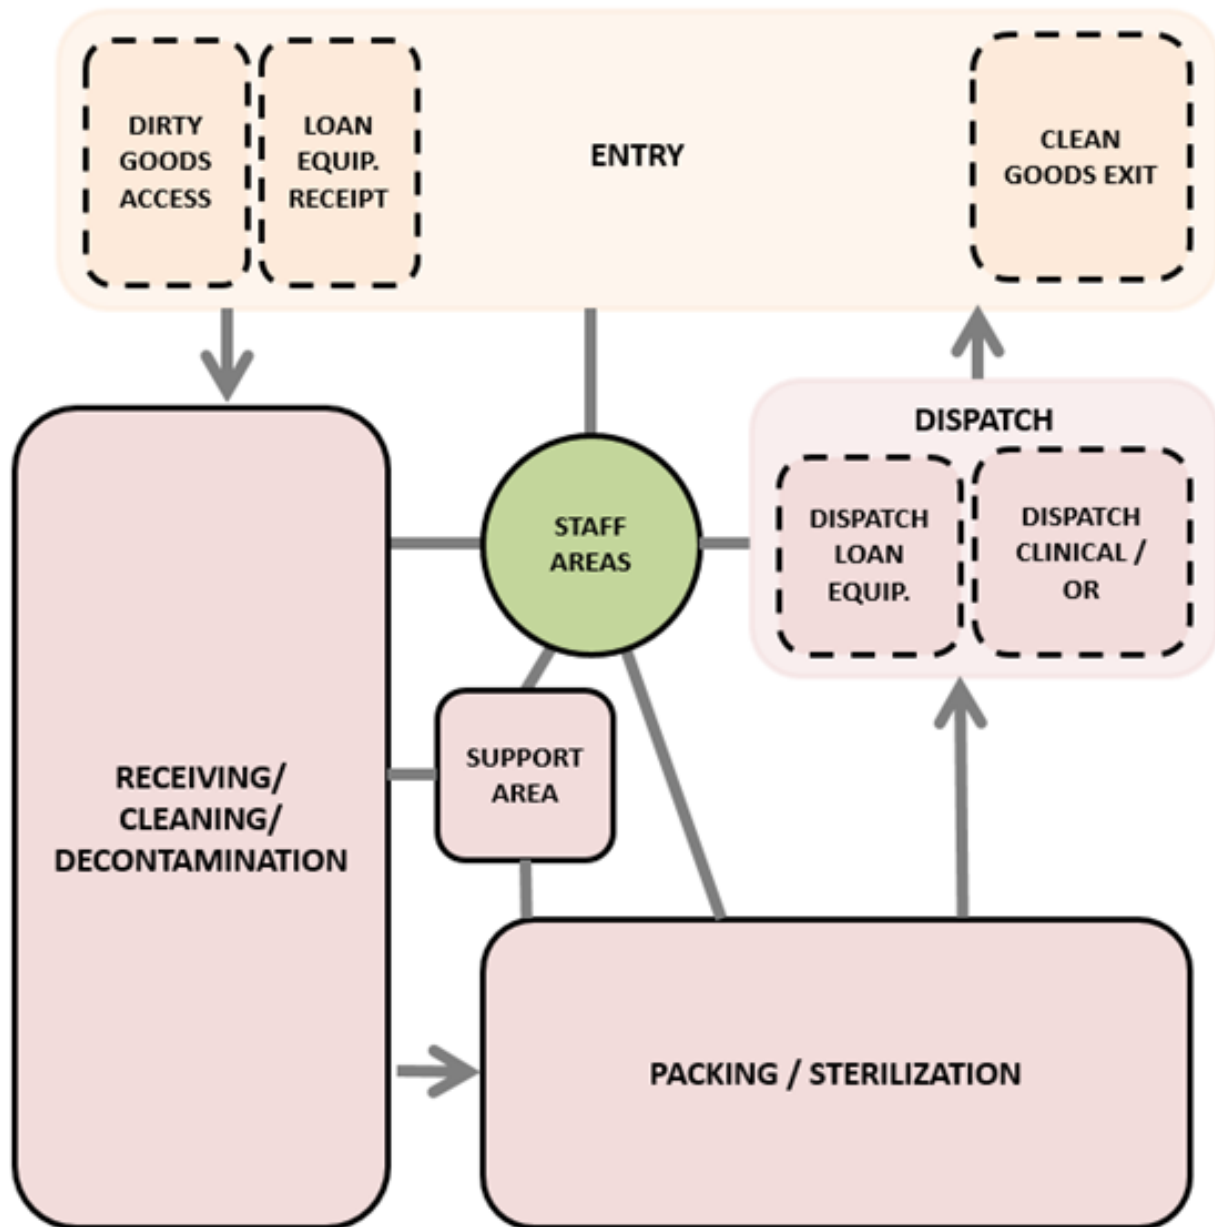 DIRTY
GOODS
ACCESS
LOAN
EQUIP.
RECEIPT
ENTRY
CLEAN
GOODS EXIT
DISPATCH
DISPATCH
LOAN
EQUIP.
DISPATCH
CLINICAL /
OR
STAFF
AREAS
SUPPORT
AREA
RECEIVING/
CLEANING/
DECONTAMINATION
PACKING / STERILIZATION